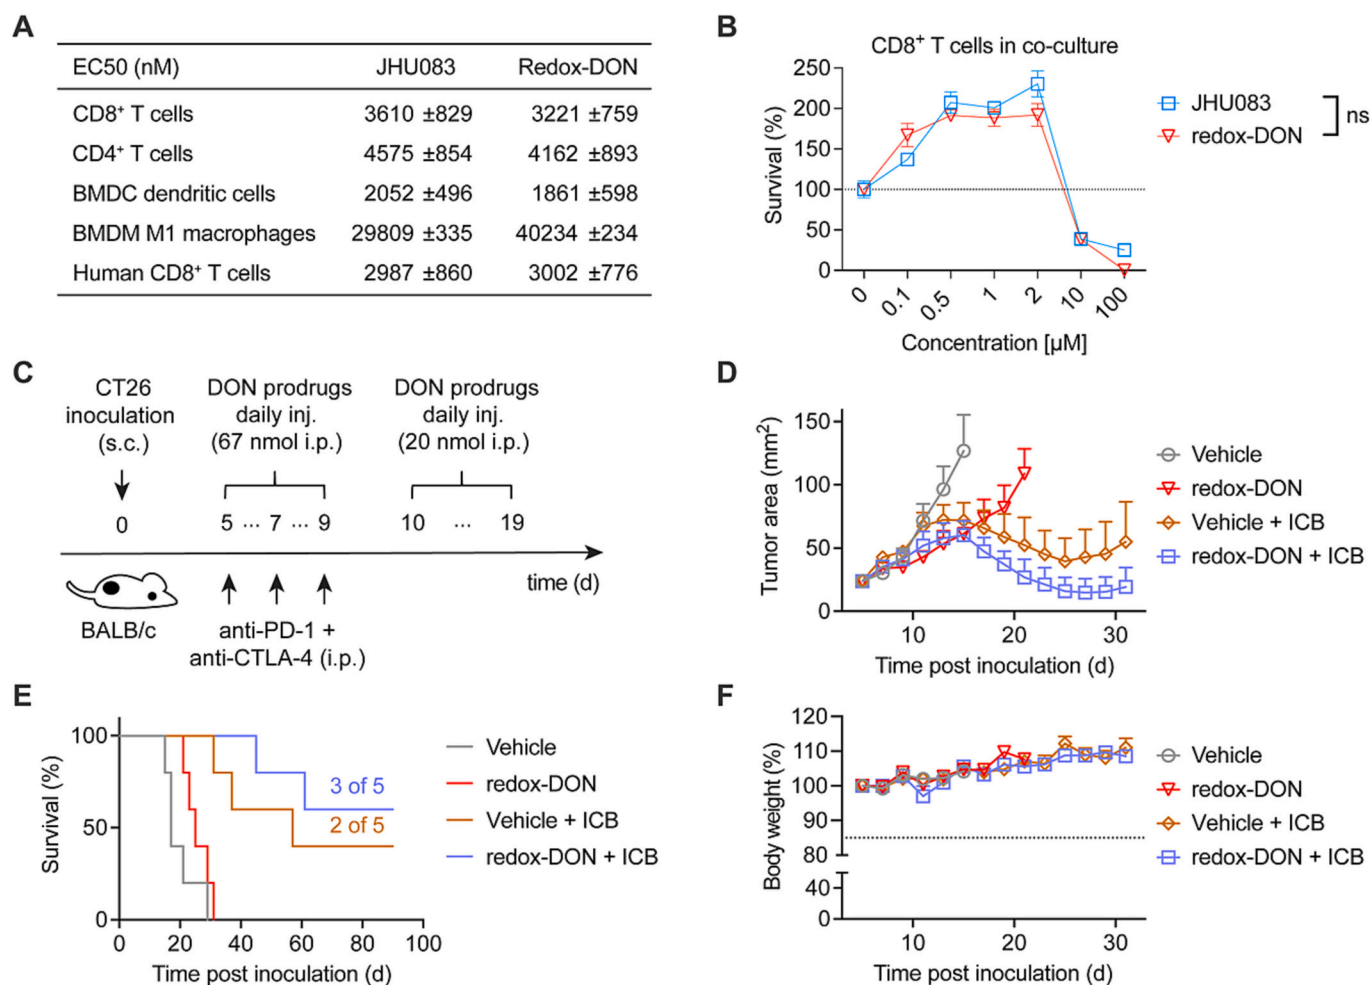 A
EC50 (nM) JHU083 Redox-DON
CD8⁺ T cells 3610 ±829 3221 ±759
CD4⁺ T cells 4575 ±854 4162 ±893
BMDC dendritic cells 2052 ±496 1861 ±598
BMDM M1 macrophages 29809 ±335 40234 ±234
Human CD8⁺ T cells 2987 ±860 3002 ±776
B
CD8⁺ T cells in co-culture
Survival (%)
250
200
150
100
50
0
0 0.1 0.5 1 2 10 100
Concentration [µM]
JHU083
redox-DON
ns
C
CT26
inoculation
(s.c.)
DON prodrugs
daily inj.
(67 nmol i.p.)
DON prodrugs
daily inj.
(20 nmol i.p.)
0 5 ... 7 ... 9 10 ... 19
time (d)
BALB/c
anti-PD-1 +
anti-CTLA-4 (i.p.)
D
Tumor area (mm²)
150
100
50
0
10 20 30
Time post inoculation (d)
Vehicle
redox-DON
Vehicle + ICB
redox-DON + ICB
E
Survival (%)
100
50
0
3 of 5
2 of 5
0 20 40 60 80 100
Time post inoculation (d)
Vehicle
redox-DON
Vehicle + ICB
redox-DON + ICB
F
Body weight (%)
120
110
100
90
80
40
0
10 20 30
Time post inoculation (d)
Vehicle
redox-DON
Vehicle + ICB
redox-DON + ICB